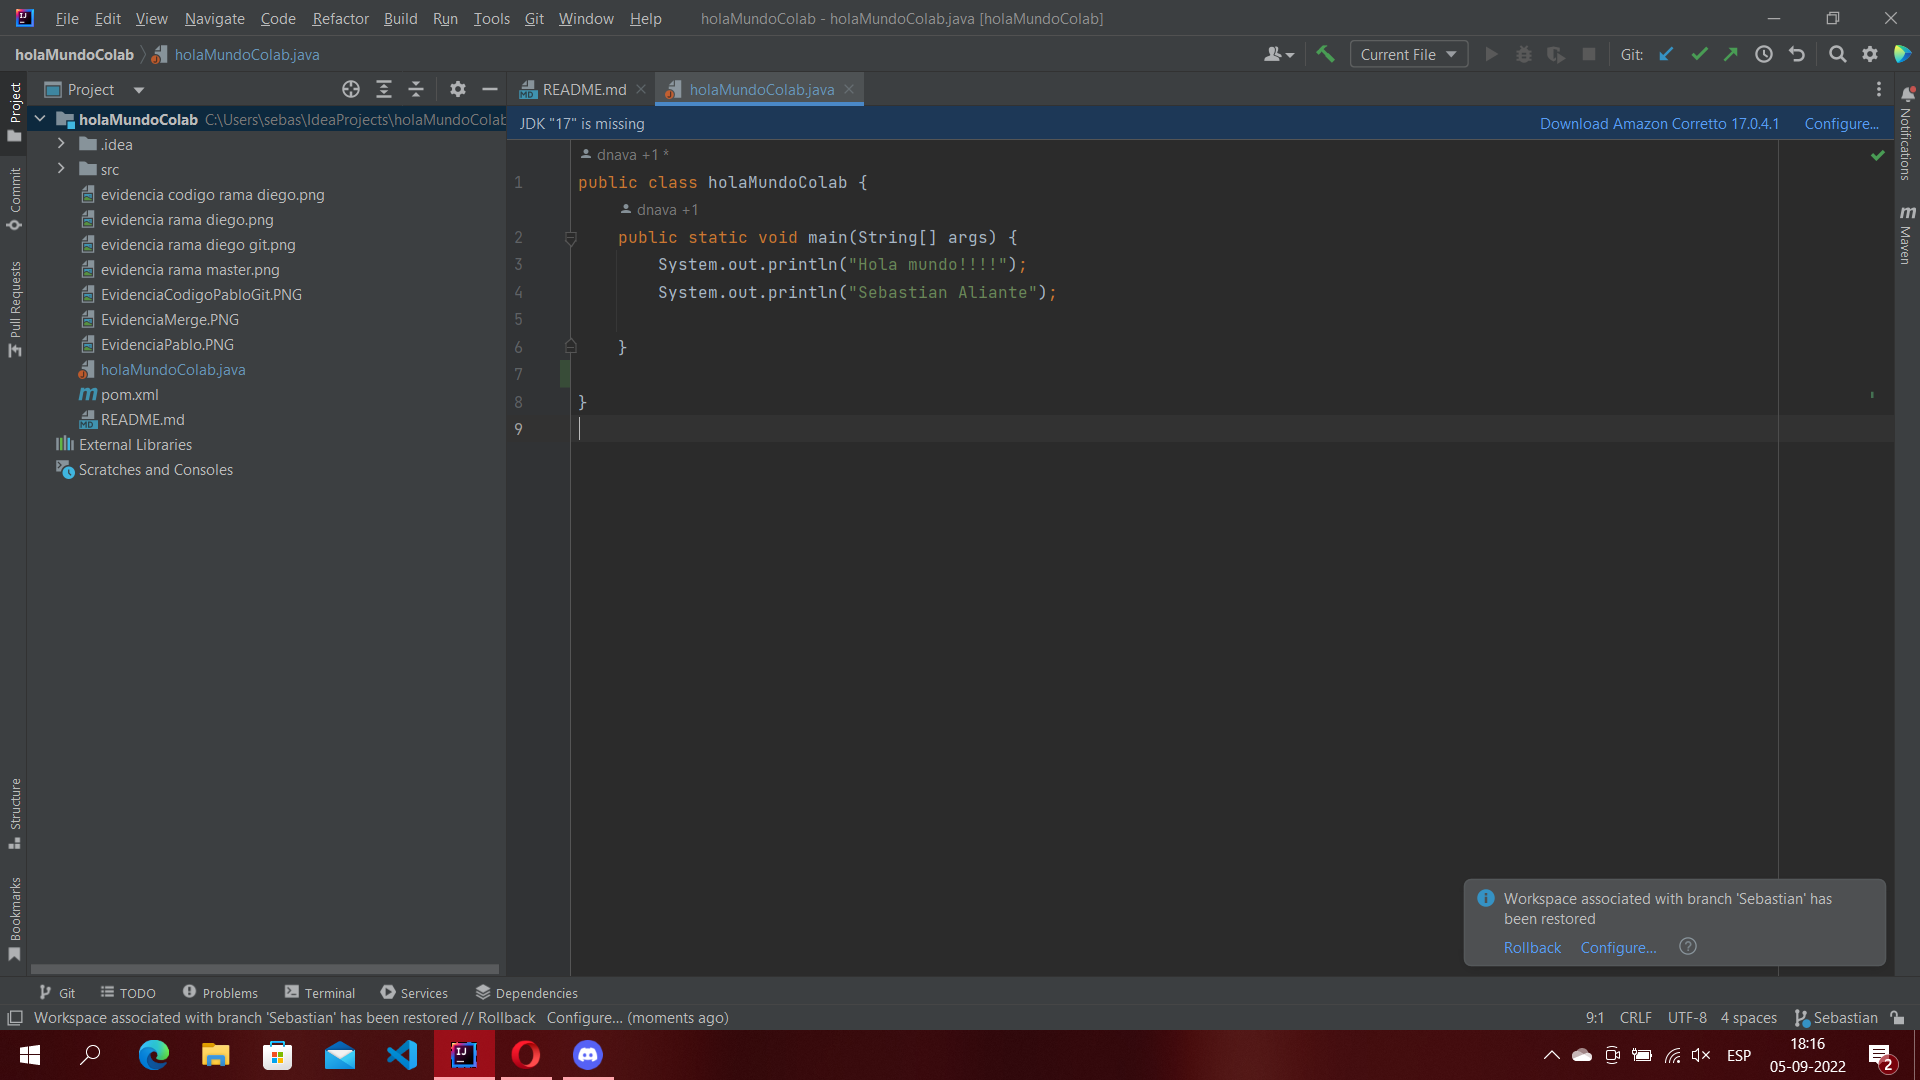 File Edit View Navigate Code Refactor Build Run Tools Git Window Help holaMundoColab - holaMundoColab.java [holaMundoColab]
holaMundoColab holaMundoColab.java Current File Git:
Project
Commit
Pull Requests
Structure
Bookmarks
Project
holaMundoColab C:\Users\sebas\IdeaProjects\holaMundoColab
.idea
src
evidencia codigo rama diego.png
evidencia rama diego.png
evidencia rama diego git.png
evidencia rama master.png
EvidenciaCodigoPabloGit.PNG
EvidenciaMerge.PNG
EvidenciaPablo.PNG
holaMundoColab.java
pom.xml
README.md
External Libraries
Scratches and Consoles
README.md holaMundoColab.java
JDK "17" is missing Download Amazon Corretto 17.0.4.1 Configure...
dnava +1 *
1 public class holaMundoColab {
dnava +1
2 public static void main(String[] args) {
3 System.out.println("Hola mundo!!!!");
4 System.out.println("Sebastian Aliante");
5
6 }
7
8 }
9
Notifications
Maven
Workspace associated with branch 'Sebastian' has
been restored
Rollback Configure...
Git TODO Problems Terminal Services Dependencies
Workspace associated with branch 'Sebastian' has been restored // Rollback Configure... (moments ago) 9:1 CRLF UTF-8 4 spaces Sebastian
ESP 18:16
05-09-2022 2